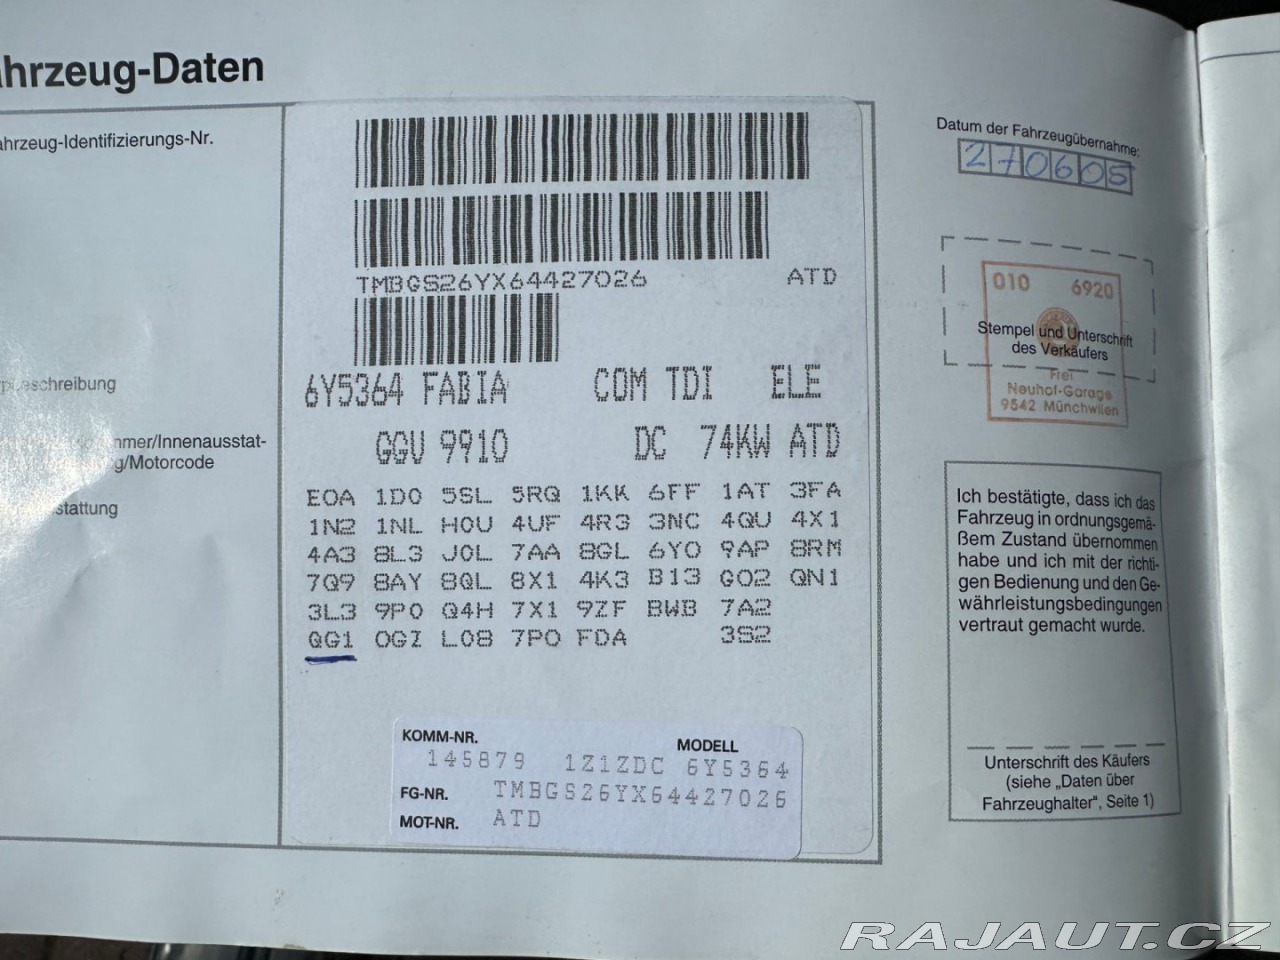 hrzeug-Daten
hrzeug-Identifizierungs-Nr.
TMBGS26YX64427026 ATD
6Y5364 FABIA COM TDI ELE
GGU 9910 DC 74KW ATD
E0A 1D0 5SL 5RQ 1KK 6FF 1AT 3FA
1N2 1NL H0U 4UF 4R3 3NC 4QU 4X1
4A3 8L3 J0L 7AA 8GL 6Y0 9AP 8RM
7Q9 8AY 8QL 8X1 4K3 B13 G02 QN1
3L3 9P0 Q4H 7X1 9ZF BWB 7A2
QG1 0GI L08 7P0 FDA 3S2
eschreibung
mmer/Innenausstat-
g/Motorcode
stattung
KOMM-NR. 145879 1Z1ZDC
MODELL 6Y5364
FG-NR. TMBGS26YX64427026
MOT-NR. ATD
Datum der Fahrzeugübernahme:
270605
010 6920
Stempel und Unterschrift
des Verkäufers
Frei
Neuhof-Garage
9542 Münchwilen
Ich bestätigte, dass ich das
Fahrzeug in ordnungsgemä-
ßem Zustand übernommen
habe und ich mit der richti-
gen Bedienung und den Ge-
währleistungsbedingungen
vertraut gemacht wurde.
Unterschrift des Käufers
(siehe „Daten über
Fahrzeughalter", Seite 1)
RAJAUT.CZ